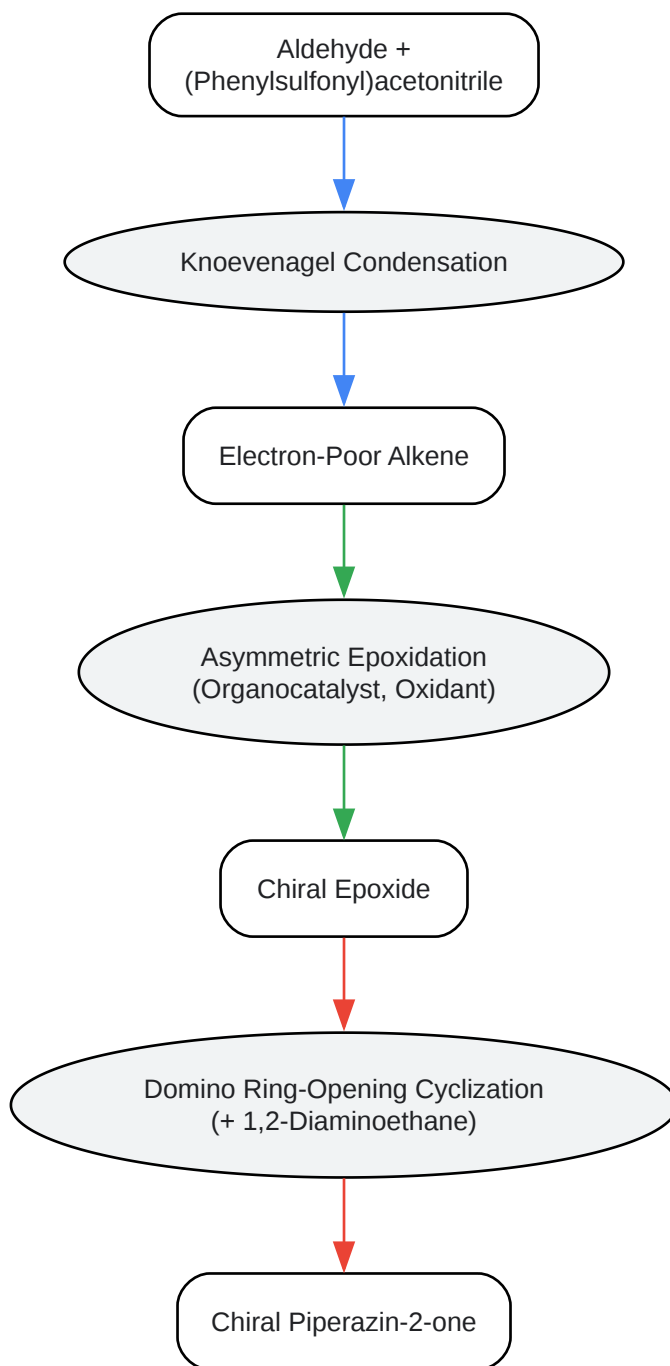 Aldehyde +
(Phenylsulfonyl)acetonitrile
Knoevenagel Condensation
Electron-Poor Alkene
Asymmetric Epoxidation
(Organocatalyst, Oxidant)
Chiral Epoxide
Domino Ring-Opening Cyclization
(+ 1,2-Diaminoethane)
Chiral Piperazin-2-one